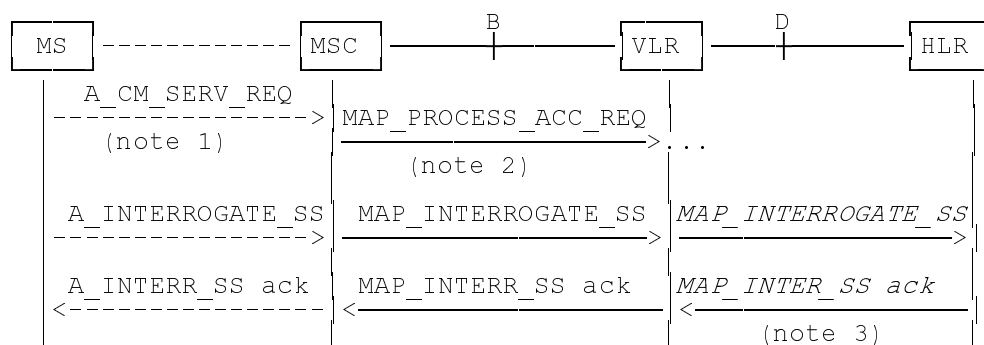 B D
MS MSC VLR HLR
A_CM_SERV_REQ
MAP_PROCESS_ACC_REQ
(note 1) ...
(note 2)
A_INTERROGATE_SS MAP_INTERROGATE_SS MAP_INTERROGATE_SS
A_INTERR_SS ack MAP_INTERR_SS ack MAP_INTER_SS ack
(note 3)